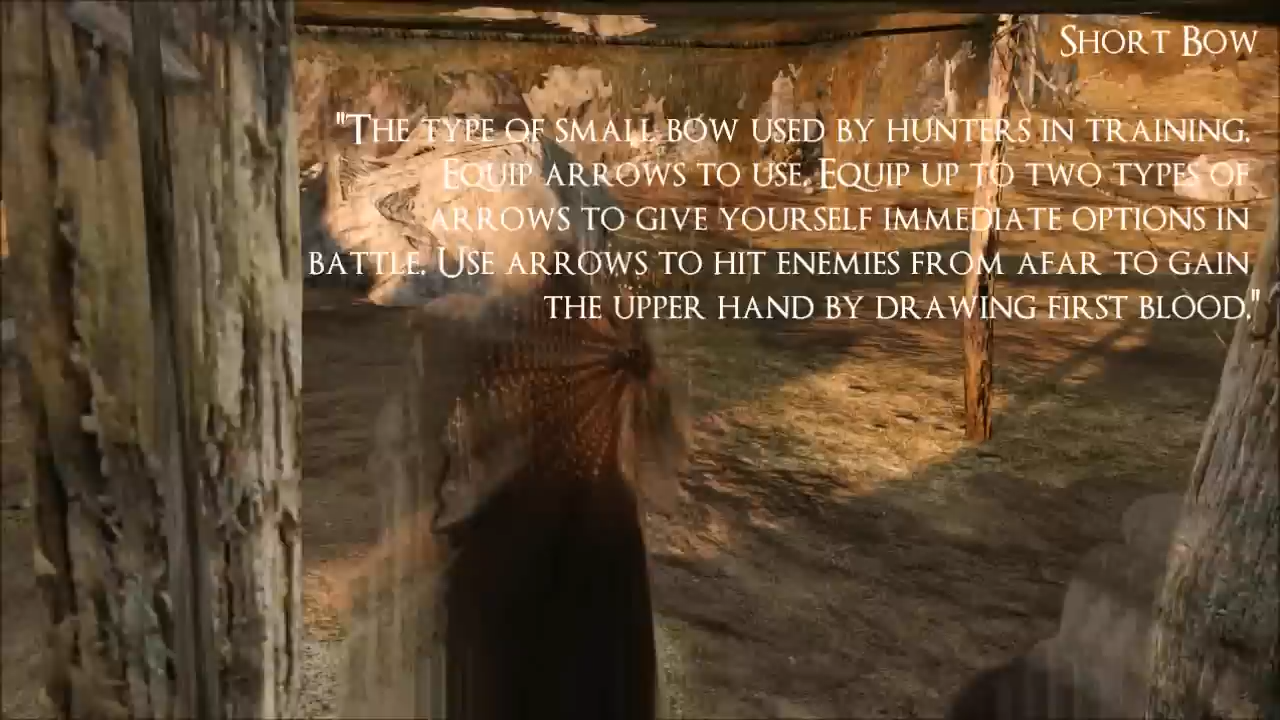 Short Bow
"The type of small bow used by hunters in training.
Equip arrows to use. Equip up to two types of
arrows to give yourself immediate options in
battle. Use arrows to hit enemies from afar to gain
the upper hand by drawing first blood."